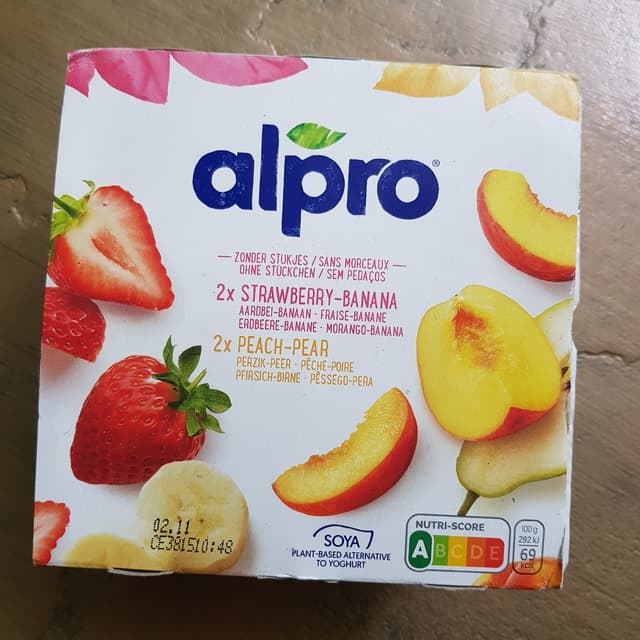 alpro®
ZONDER STUKJES / SANS MORCEAUX
OHNE STÜCKCHEN / SEM PEDAÇOS
2x STRAWBERRY-BANANA
AARDBEI-BANAAN · FRAISE-BANANE
ERDBEERE-BANANE · MORANGO-BANANA
2x PEACH-PEAR
PERZIK-PEER · PÊCHE-POIRE
PFIRSICH-BIRNE · PÊSSEGO-PERA
02.11
CE381510:48
SOYA
PLANT-BASED ALTERNATIVE
TO YOGHURT
NUTRI-SCORE
A B C D E
100 g
292 kJ
69
kcal